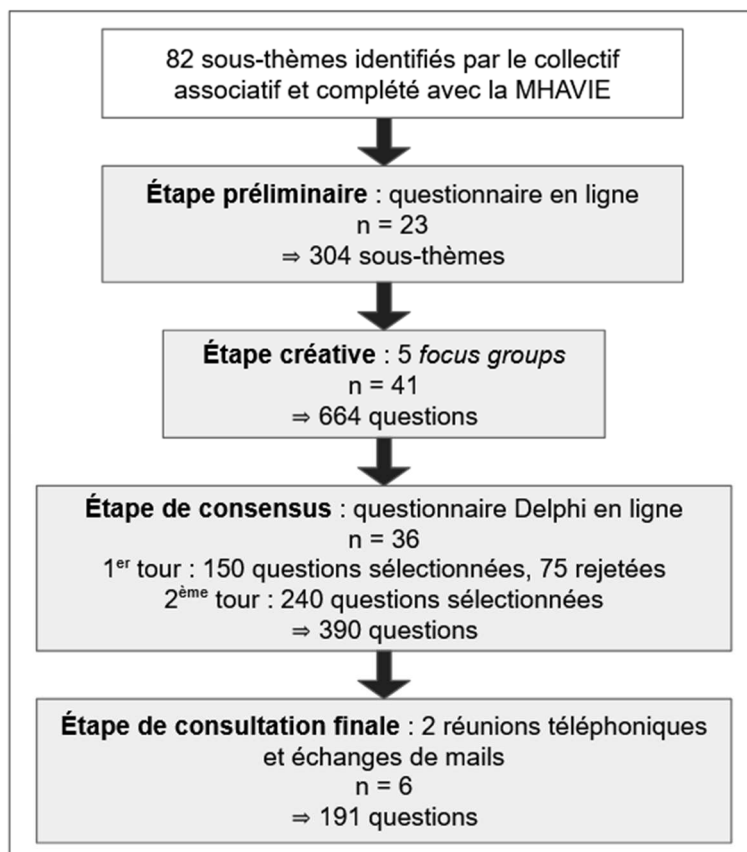 82 sous-thèmes identifiés par le collectif
associatif et complété avec la MHAVIE
Étape préliminaire : questionnaire en ligne
n = 23
⇒ 304 sous-thèmes
Étape créative : 5 focus groups
n = 41
⇒ 664 questions
Étape de consensus : questionnaire Delphi en ligne
n = 36
1er tour : 150 questions sélectionnées, 75 rejetées
2ème tour : 240 questions sélectionnées
⇒ 390 questions
Étape de consultation finale : 2 réunions téléphoniques
et échanges de mails
n = 6
⇒ 191 questions